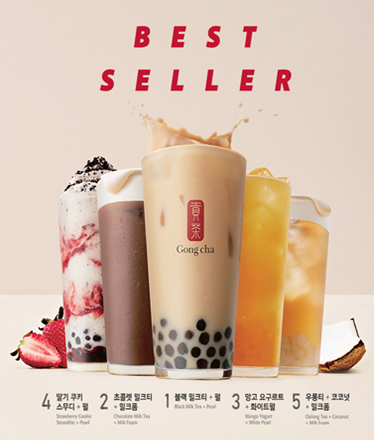 BEST
SELLER
貢茶
Gong cha
4 딸기 쿠키
스무디 + 펄
Strawberry Cookie
Smoothie + Pearl
2 초콜렛 밀크티
+ 밀크폼
Chocolate Milk Tea
+ Milk Foam
1 블랙 밀크티 + 펄
Black Milk Tea + Pearl
3 망고 요구르트
+ 화이트펄
Mango Yogurt
+ White Pearl
5 우롱티 + 코코넛
+ 밀크폼
Oolong Tea + Coconut
+ Milk Foam